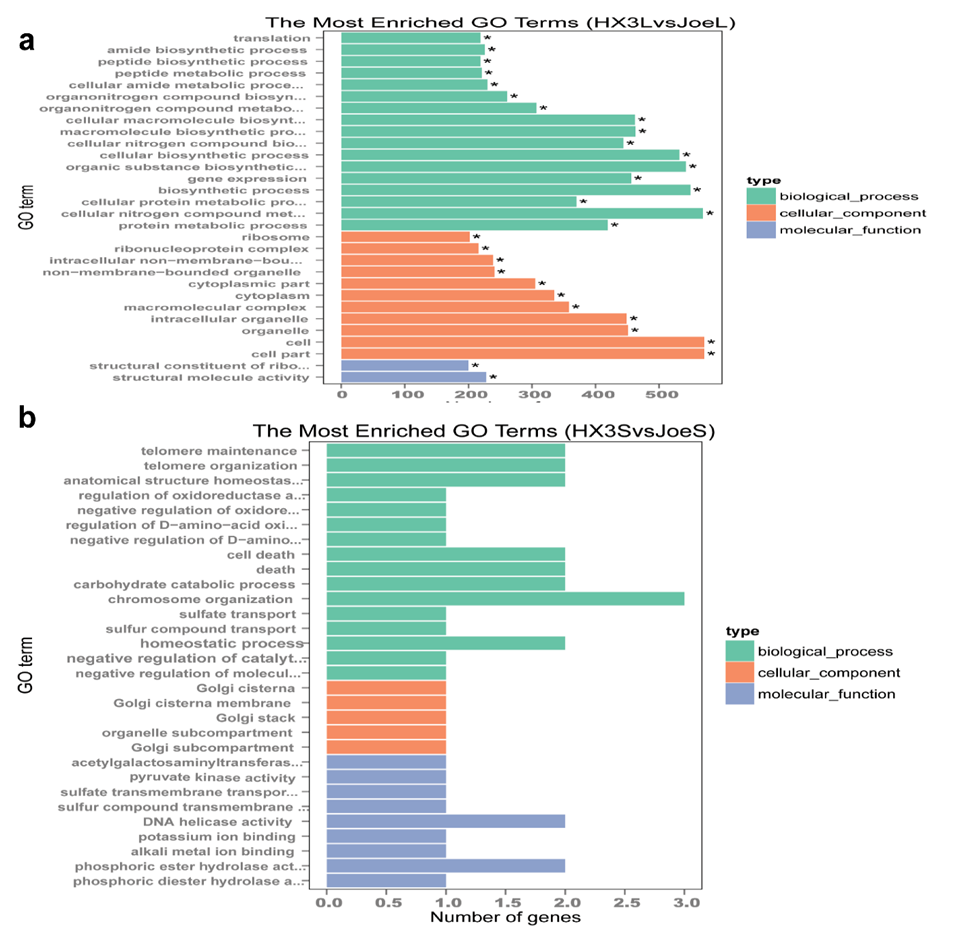 a
The Most Enriched GO Terms (HX3LvsJoeL)
translation
amide biosynthetic process
peptide biosynthetic process
peptide metabolic process
cellular amide metabolic proce...
organonitrogen compound biosyn...
organonitrogen compound metabo...
cellular macromolecule biosynt...
macromolecule biosynthetic pro...
cellular nitrogen compound bio...
cellular biosynthetic process
organic substance biosynthetic...
gene expression
biosynthetic process
cellular protein metabolic pro...
cellular nitrogen compound met...
protein metabolic process
ribosome
ribonucleoprotein complex
intracellular non−membrane−bou...
non−membrane−bounded organelle
cytoplasmic part
cytoplasm
macromolecular complex
intracellular organelle
organelle
cell
cell part
structural constituent of ribo...
structural molecule activity
GO term
* * * * * * * * * * * * * * * * * * * * * * * * * * * * * *
0 100 200 300 400 500
type
biological_process
cellular_component
molecular_function
b
The Most Enriched GO Terms (HX3SvsJoeS)
telomere maintenance
telomere organization
anatomical structure homeostas...
regulation of oxidoreductase a...
negative regulation of oxidore...
regulation of D−amino−acid oxi...
negative regulation of D−amino...
cell death
death
carbohydrate catabolic process
chromosome organization
sulfate transport
sulfur compound transport
homeostatic process
negative regulation of catalyt...
negative regulation of molecul...
Golgi cisterna
Golgi cisterna membrane
Golgi stack
organelle subcompartment
Golgi subcompartment
acetylgalactosaminyltransferas...
pyruvate kinase activity
sulfate transmembrane transpor...
sulfur compound transmembrane ...
DNA helicase activity
potassium ion binding
alkali metal ion binding
phosphoric ester hydrolase act...
phosphoric diester hydrolase a...
GO term
0.0 0.5 1.0 1.5 2.0 2.5 3.0
Number of genes
type
biological_process
cellular_component
molecular_function